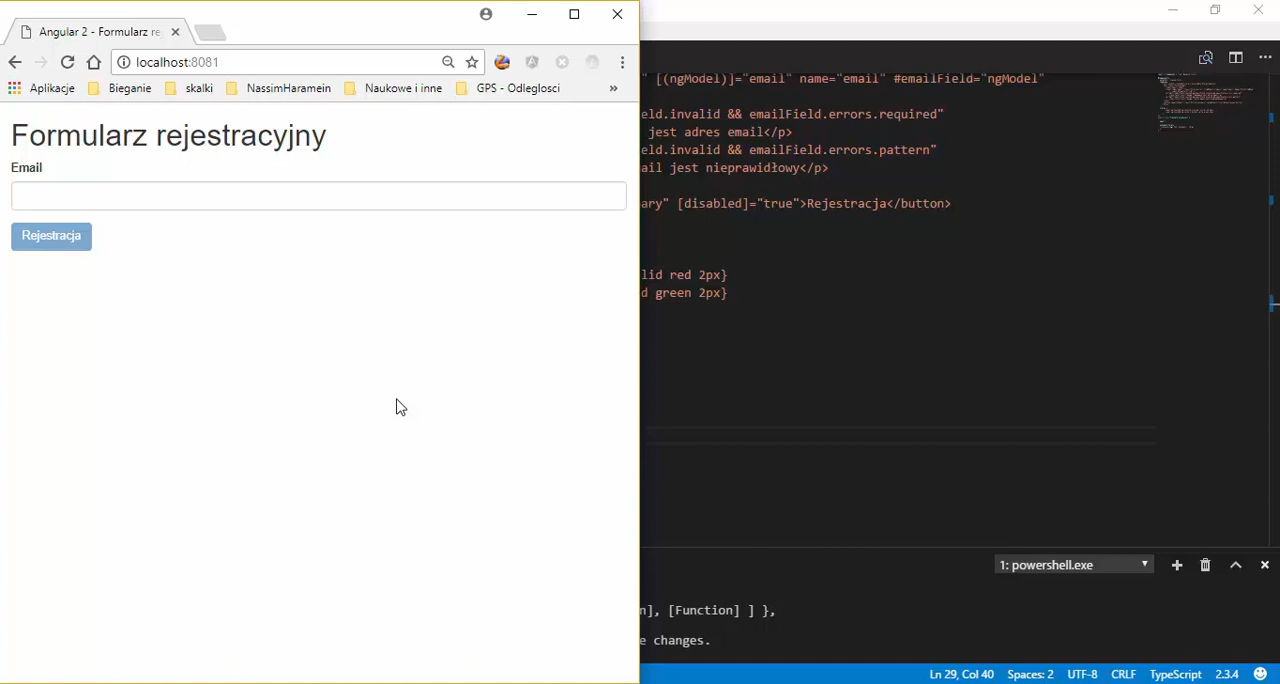 Angular 2 - Formularz re
localhost:8081
Aplikacje Bieganie skalki NassimHaramein Naukowe i inne GPS - Odleglosci »
Formularz rejestracyjny
Email
Rejestracja
" [(ngModel)]="email" name="email" #emailField="ngModel"
eld.invalid && emailField.errors.required"
jest adres email</p>
eld.invalid && emailField.errors.pattern"
ail jest nieprawidłowy</p>
ary" [disabled]="true">Rejestracja</button>
lid red 2px}
d green 2px}
1: powershell.exe
n], [Function] ] },
e changes.
Ln 29, Col 40 Spaces: 2 UTF-8 CRLF TypeScript 2.3.4